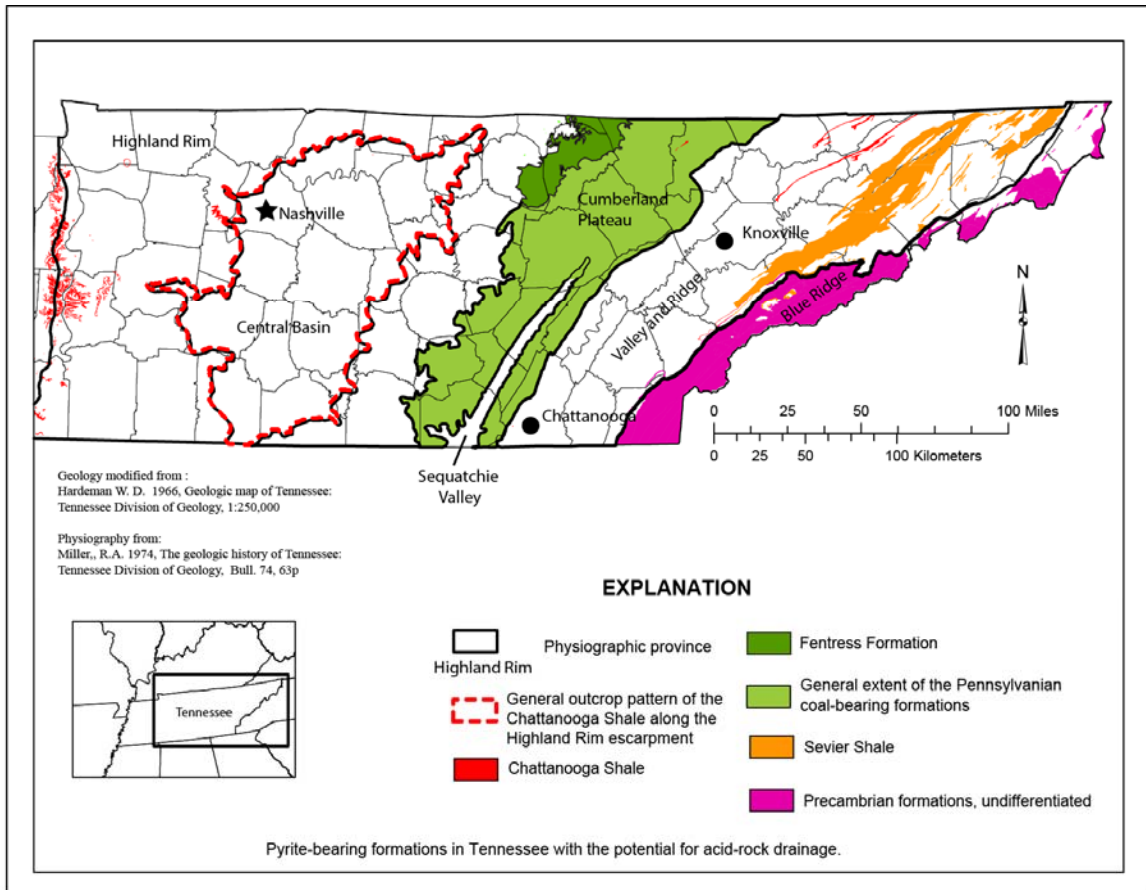 Highland Rim
Nashville
Cumberland
Plateau
Knoxville
Central Basin
Valley and Ridge
Blue Ridge
Chattanooga
Sequatchie
Valley
N
0 25 50 100 Miles
0 25 50 100 Kilometers
Geology modified from :
Hardeman W. D. 1966, Geologic map of Tennessee:
Tennessee Division of Geology, 1:250,000
Physiography from:
Miller,, R.A. 1974, The geologic history of Tennessee:
Tennessee Division of Geology, Bull. 74, 63p
Tennessee
EXPLANATION
Physiographic province
Highland Rim
General outcrop pattern of the
Chattanooga Shale along the
Highland Rim escarpment
Chattanooga Shale
Fentress Formation
General extent of the Pennsylvanian
coal-bearing formations
Sevier Shale
Precambrian formations, undifferentiated
Pyrite-bearing formations in Tennessee with the potential for acid-rock drainage.